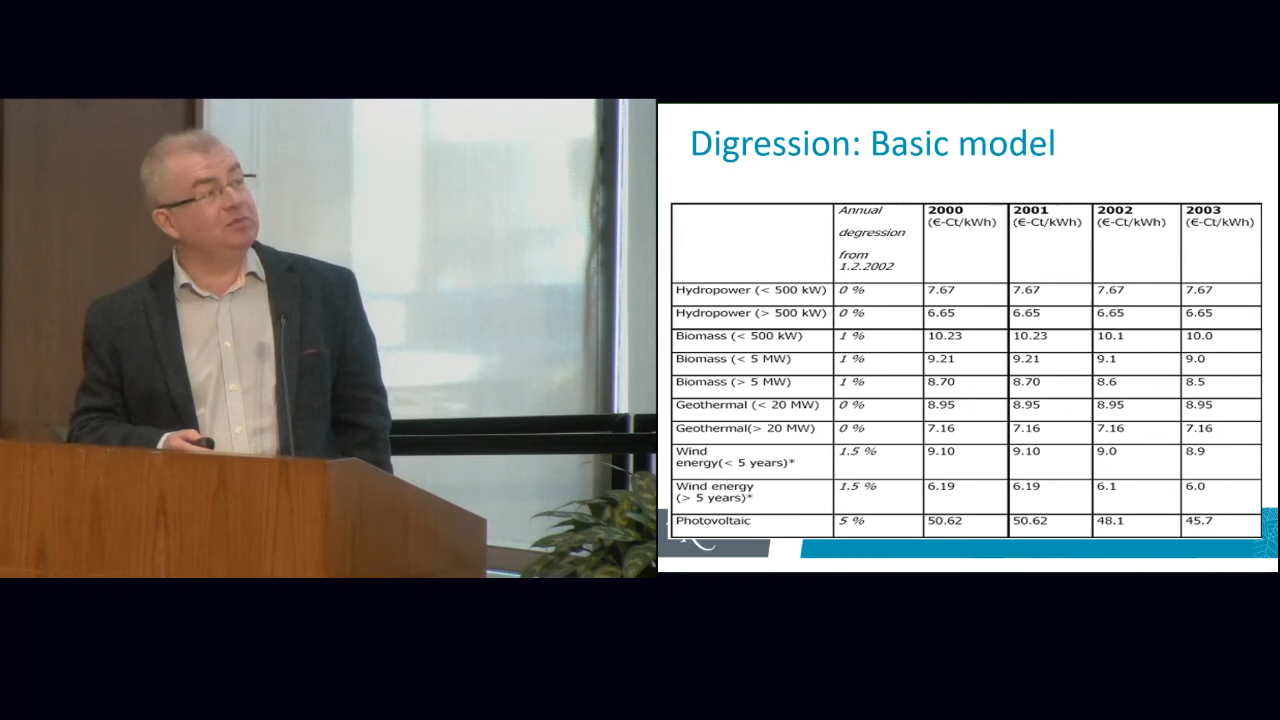 Digression: Basic model
Annual degression from 1.2.2002 2000 (€-Ct/kWh) 2001 (€-Ct/kWh) 2002 (€-Ct/kWh) 2003 (€-Ct/kWh)
Hydropower (< 500 kW) 0 % 7.67 7.67 7.67 7.67
Hydropower (> 500 kW) 0 % 6.65 6.65 6.65 6.65
Biomass (< 500 kW) 1 % 10.23 10.23 10.1 10.0
Biomass (< 5 MW) 1 % 9.21 9.21 9.1 9.0
Biomass (> 5 MW) 1 % 8.70 8.70 8.6 8.5
Geothermal (< 20 MW) 0 % 8.95 8.95 8.95 8.95
Geothermal(> 20 MW) 0 % 7.16 7.16 7.16 7.16
Wind energy(< 5 years)* 1.5 % 9.10 9.10 9.0 8.9
Wind energy (> 5 years)* 1.5 % 6.19 6.19 6.1 6.0
Photovoltaic 5 % 50.62 50.62 48.1 45.7